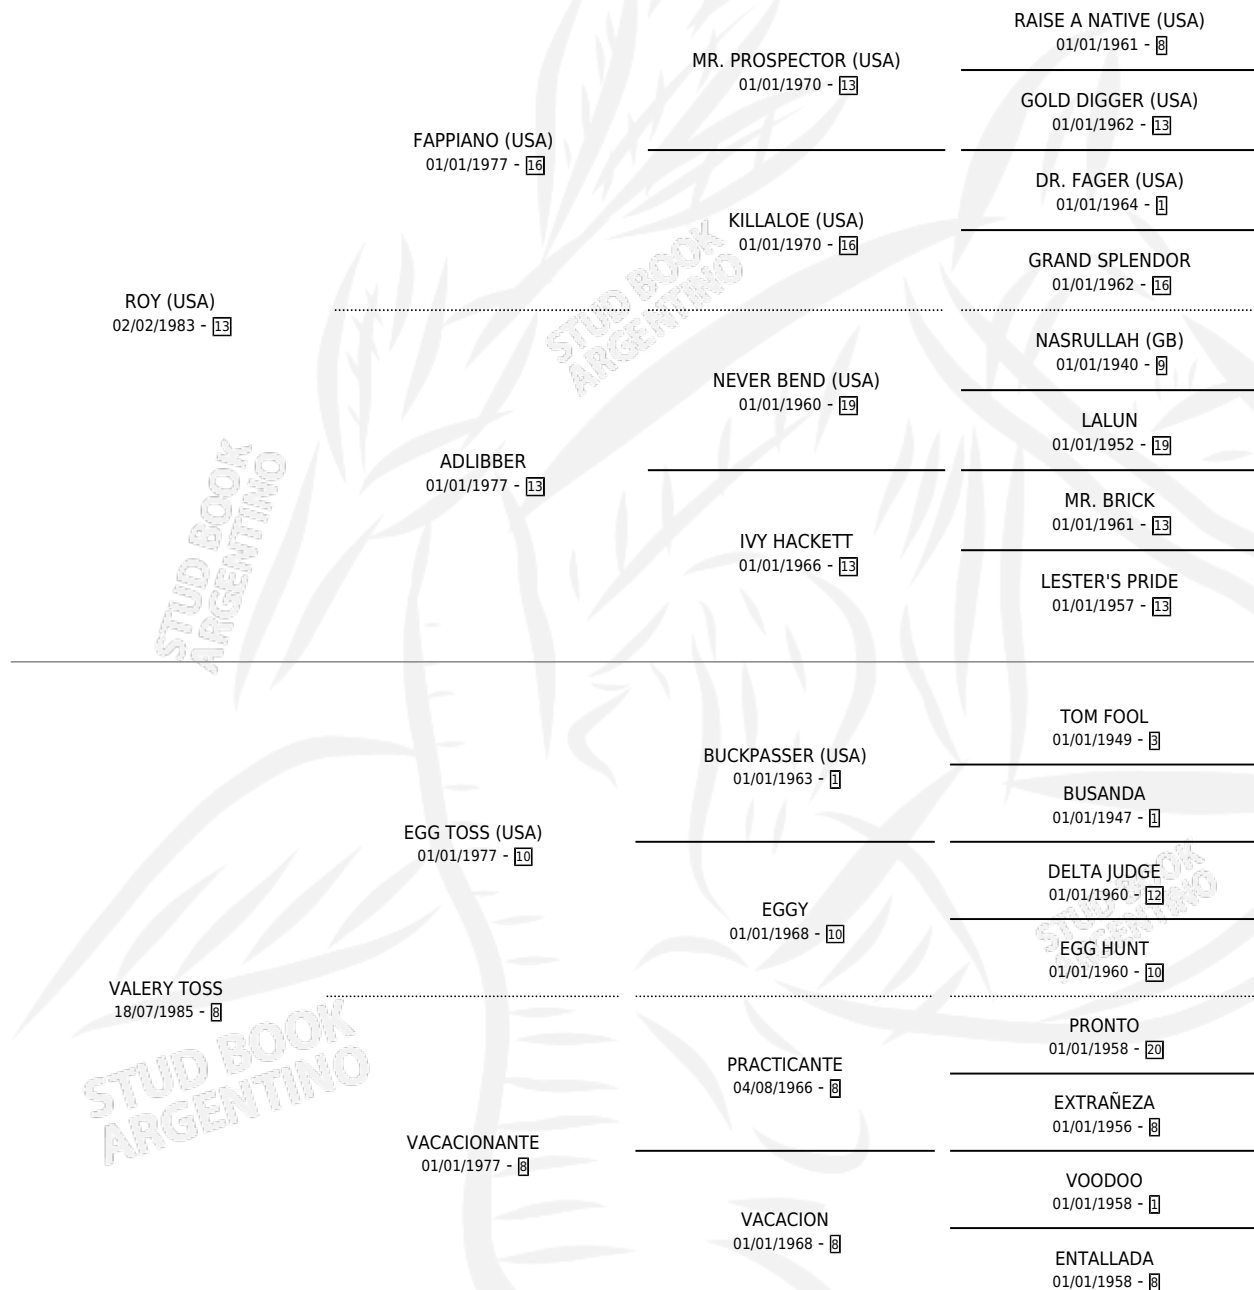 RAISE A NATIVE (USA)
01/01/1961 - 8
MR. PROSPECTOR (USA)
01/01/1970 - 13
GOLD DIGGER (USA)
01/01/1962 - 13
FAPPIANO (USA)
01/01/1977 - 16
DR. FAGER (USA)
01/01/1964 - 1
KILLALOE (USA)
01/01/1970 - 16
GRAND SPLENDOR
01/01/1962 - 16
ROY (USA)
02/02/1983 - 13
STUD BOOK
ARGENTINO
NASRULLAH (GB)
01/01/1940 - 9
NEVER BEND (USA)
01/01/1960 - 19
LALUN
01/01/1952 - 19
ADLIBBER
01/01/1977 - 13
MR. BRICK
01/01/1961 - 13
IVY HACKETT
01/01/1966 - 13
LESTER'S PRIDE
01/01/1957 - 13
STUD BOOK
ARGENTINO
TOM FOOL
01/01/1949 - 3
BUCKPASSER (USA)
01/01/1963 - 1
BUSANDA
01/01/1947 - 1
EGG TOSS (USA)
01/01/1977 - 10
DELTA JUDGE
01/01/1960 - 12
EGGY
01/01/1968 - 10
STUD BOOK
ARGENTINO
EGG HUNT
01/01/1960 - 10
VALERY TOSS
18/07/1985 - 8
PRONTO
01/01/1958 - 20
PRACTICANTE
04/08/1966 - 8
EXTRAÑEZA
01/01/1956 - 8
STUD BOOK
ARGENTINO
VACACIONANTE
01/01/1977 - 8
VOODOO
01/01/1958 - 1
VACACION
01/01/1968 - 8
ENTALLADA
01/01/1958 - 8